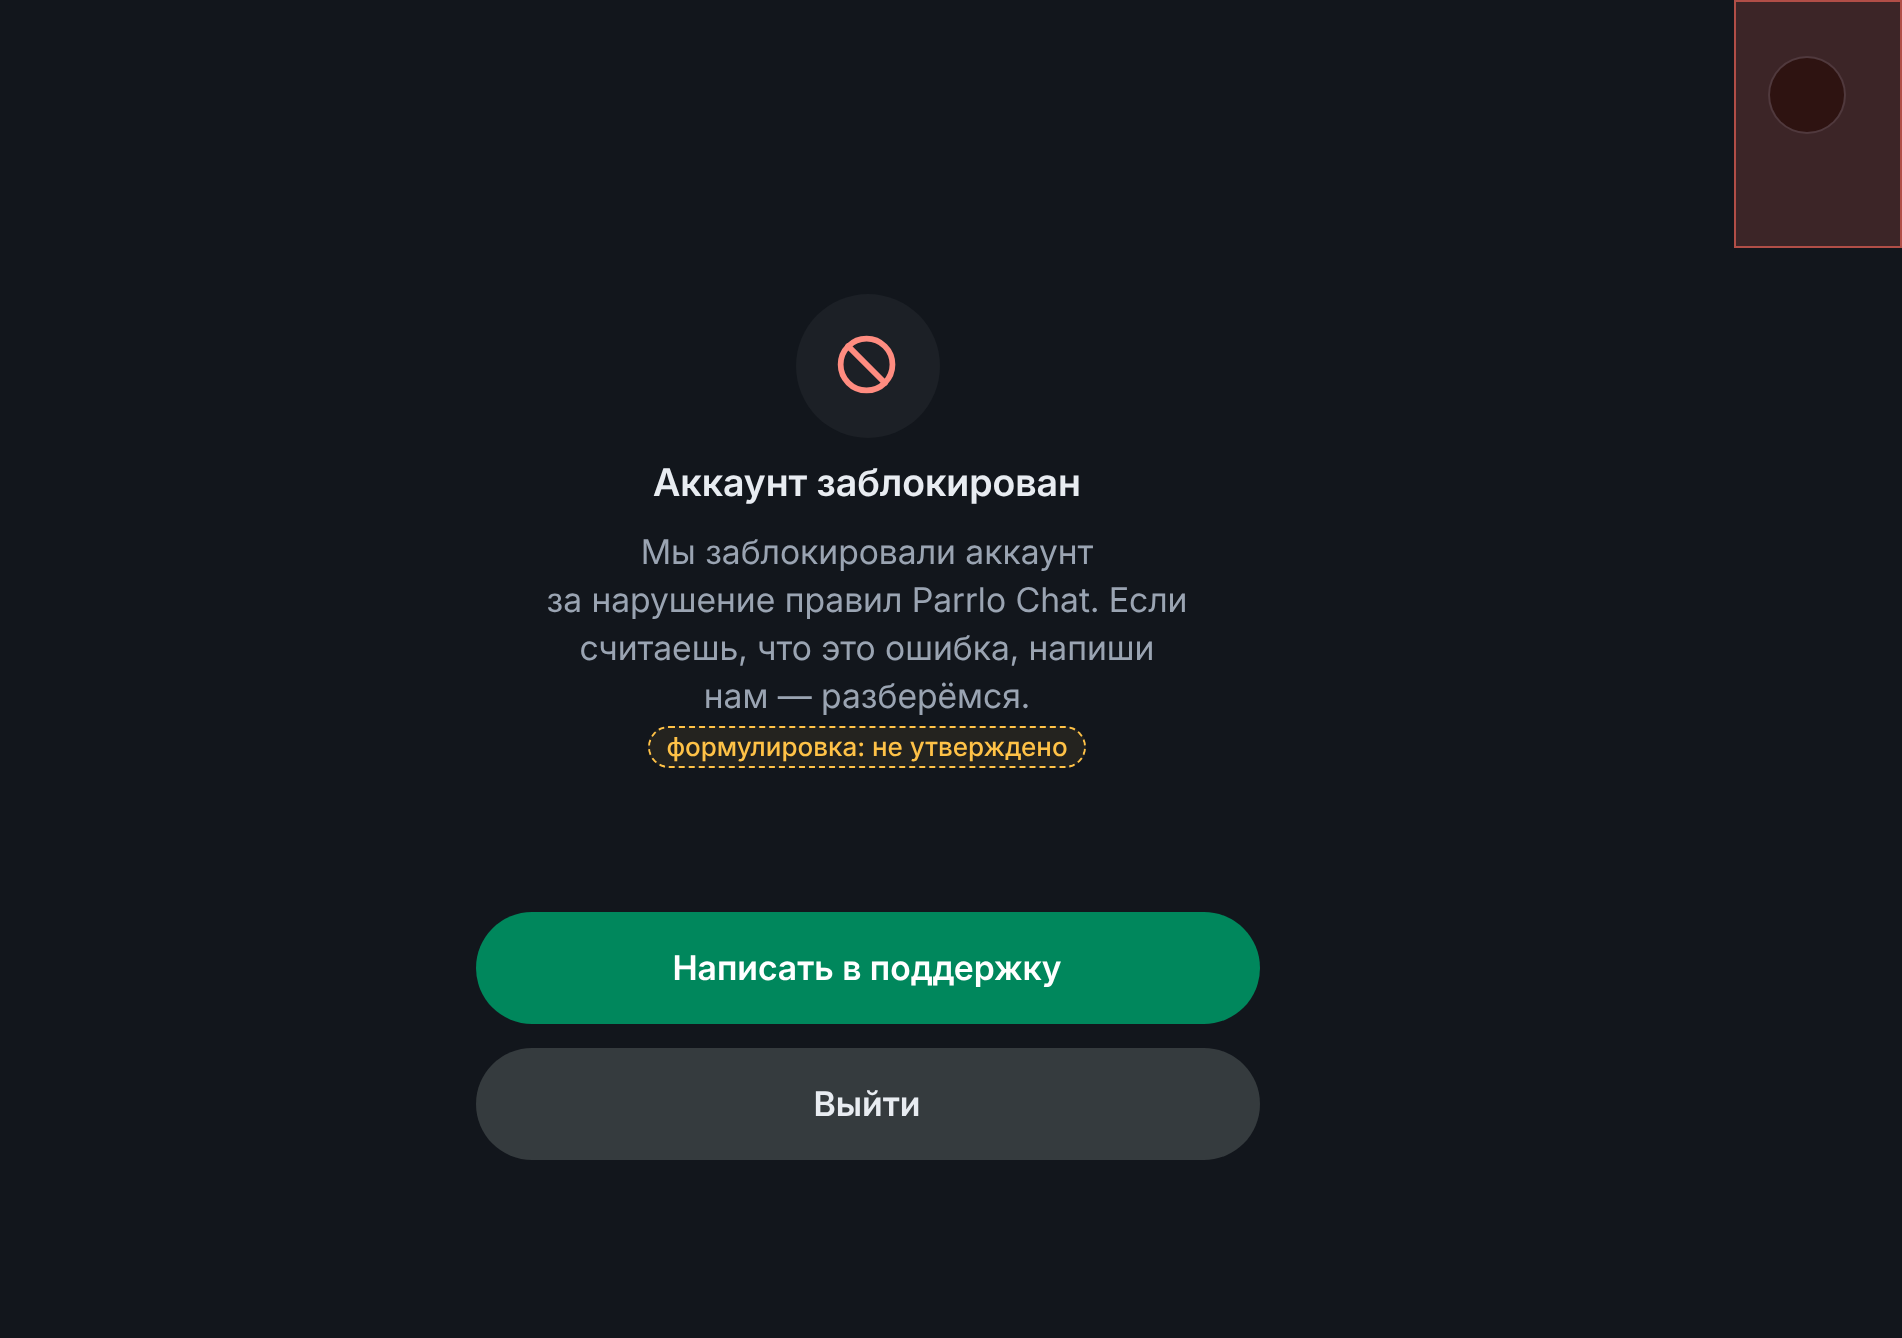 Аккаунт заблокирован
Мы заблокировали аккаунт
за нарушение правил Parrlo Chat. Если
считаешь, что это ошибка, напиши
нам — разберёмся.
формулировка: не утверждено
Написать в поддержку
Выйти